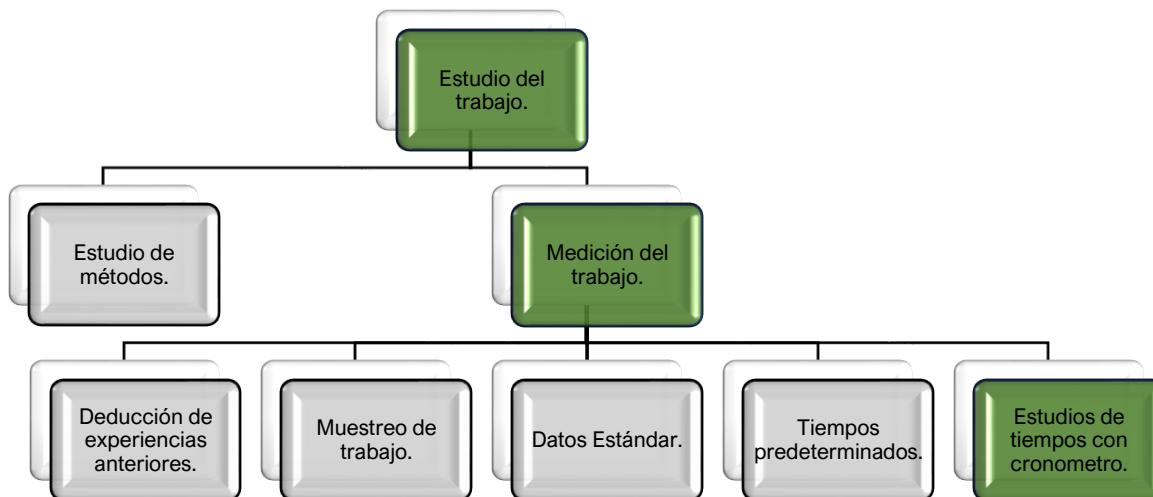 Estudio del
trabajo.
Estudio de
métodos.
Medición del
trabajo.
Deducción de
experiencias
anteriores.
Muestreo de
trabajo.
Datos Estándar.
Tiempos
predeterminados.
Estudios de
tiempos con
cronometro.